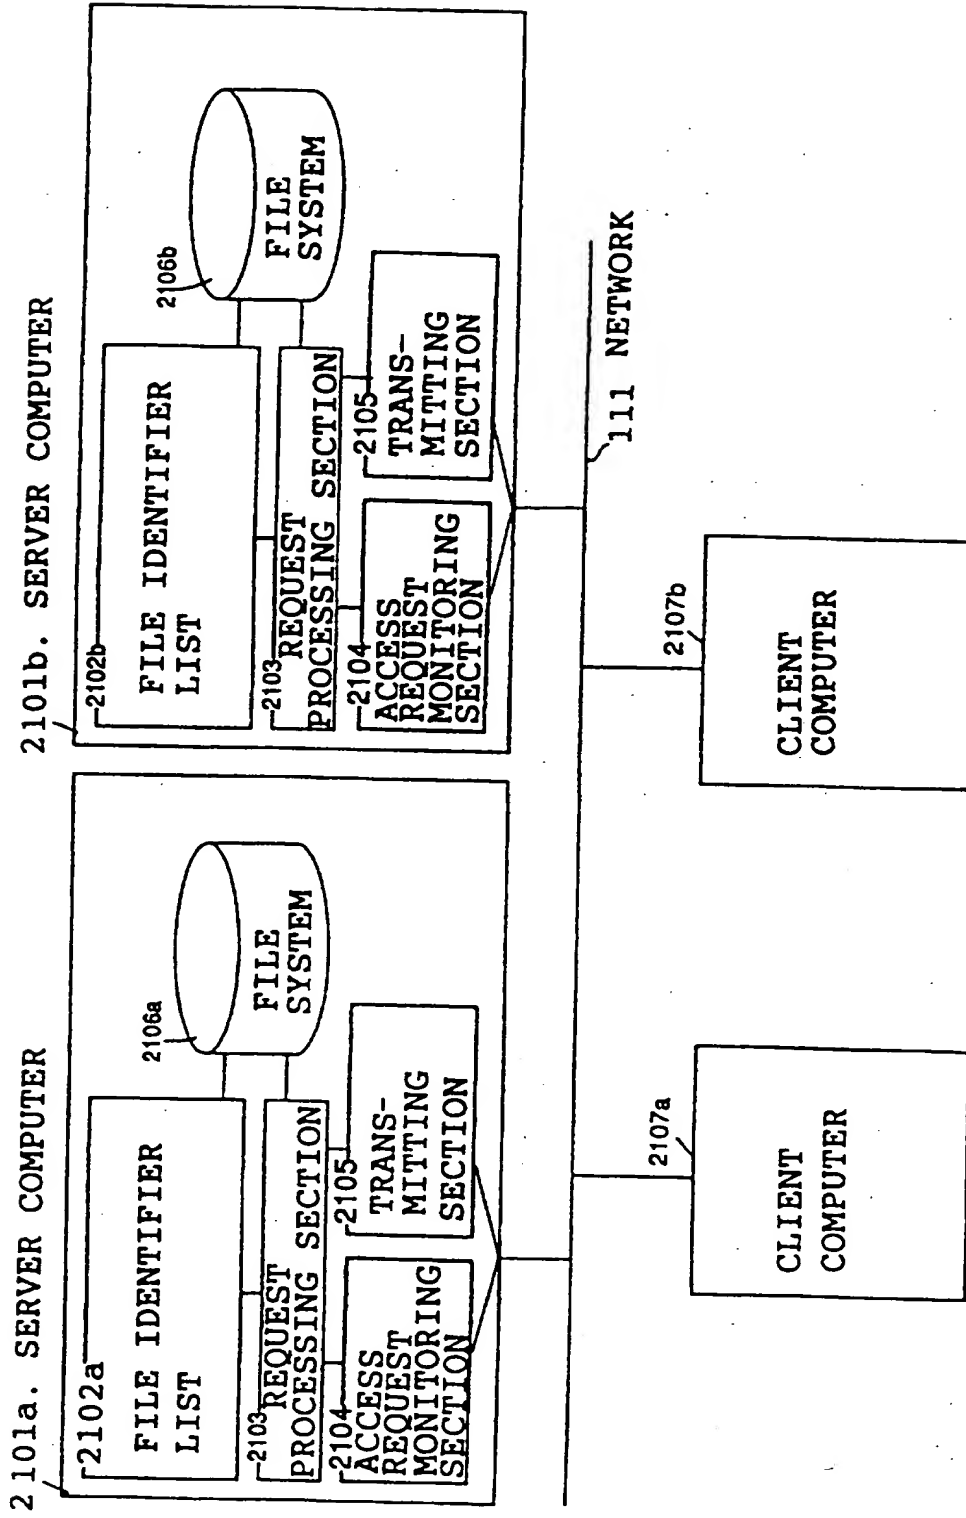 2101a. SERVER COMPUTER
2102a
FILE IDENTIFIER
LIST
2106a
FILE
SYSTEM
2103
REQUEST
PROCESSING SECTION
2104
ACCESS
REQUEST
MONITORING
SECTION
2105
TRANS-
MITTING
SECTION
2101b. SERVER COMPUTER
2102b
FILE IDENTIFIER
LIST
2106b
FILE
SYSTEM
2103
REQUEST
PROCESSING SECTION
2104
ACCESS
REQUEST
MONITORING
SECTION
2105
TRANS-
MITTING
SECTION
111 NETWORK
2107a
CLIENT
COMPUTER
2107b
CLIENT
COMPUTER